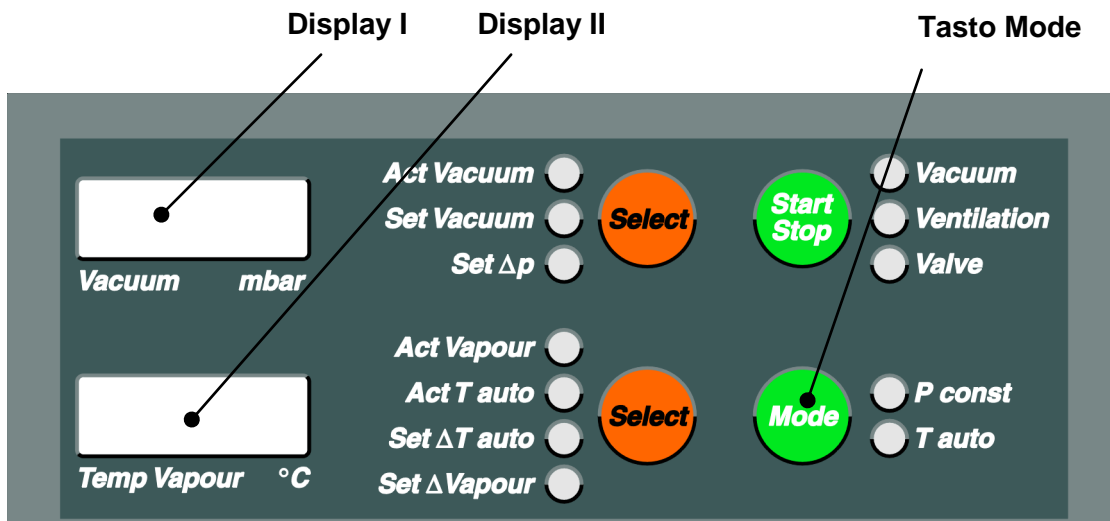 Display I
Display II
Tasto Mode
Act Vacuum
Set Vacuum
Set Δp
Select
Start
Stop
Vacuum
Ventilation
Valve
Vacuum mbar
Act Vapour
Act T auto
Set ΔT auto
Set ΔVapour
Select
Mode
P const
T auto
Temp Vapour °C